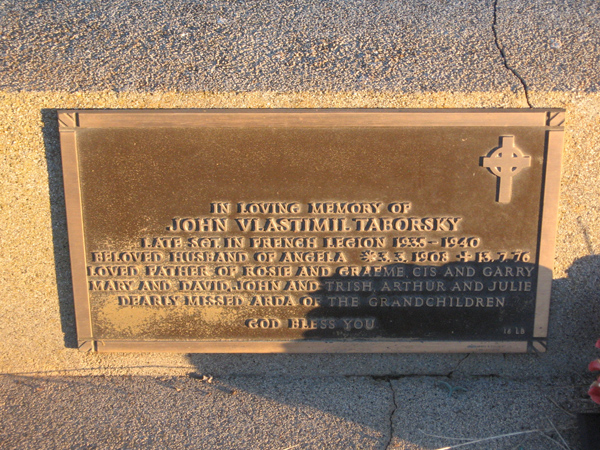 IN LOVING MEMORY OF
JOHN VLASTIMIL TABORSKY
LATE SGT. IN FRENCH LEGION 1935-1940
BELOVED HUSBAND OF ANGELA ✳3.3.1908 ✝13.7.76
LOVED FATHER OF ROSIE AND GRAEME, CIS AND GARRY
MARY AND DAVID, JOHN AND TRISH, ARTHUR AND JULIE
DEARLY MISSED ARDA OF THE GRANDCHILDREN
GOD BLESS YOU